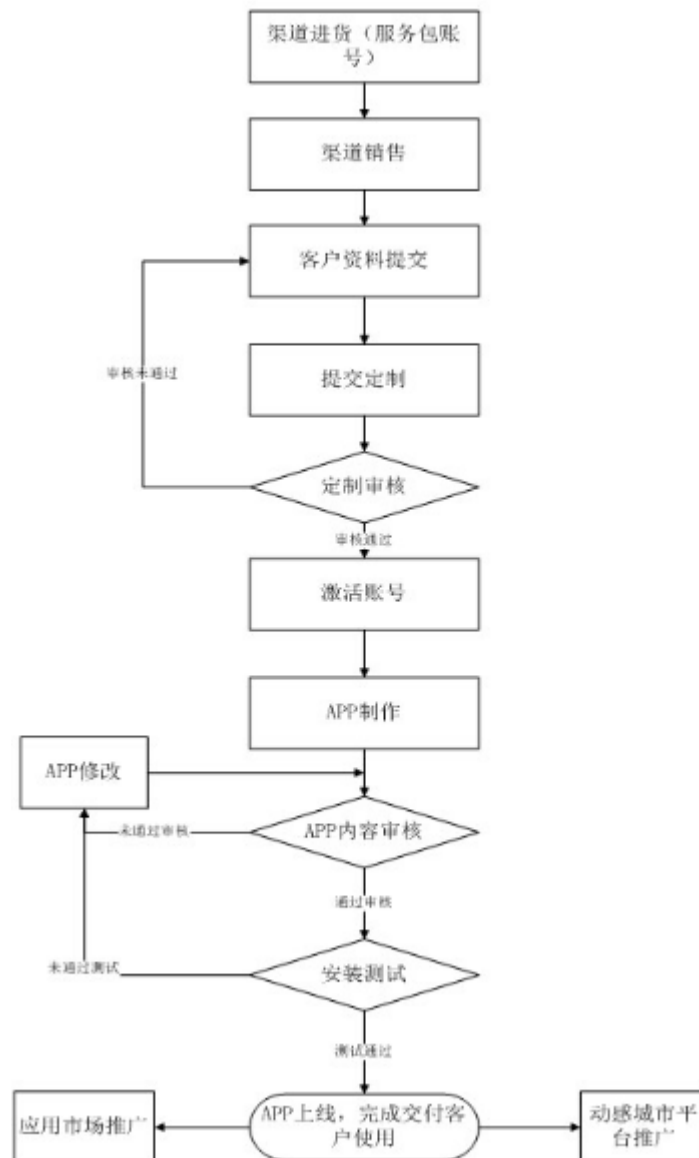 渠道进货（服务包账
号）
渠道销售
客户资料提交
审核未通过
提交定制
定制审核
审核通过
激活账号
APP制作
APP修改
未通过审核
APP内容审核
通过审核
未通过测试
安装测试
测试通过
应用市场推广
APP上线，完成交付客
户使用
动感城市平
台推广